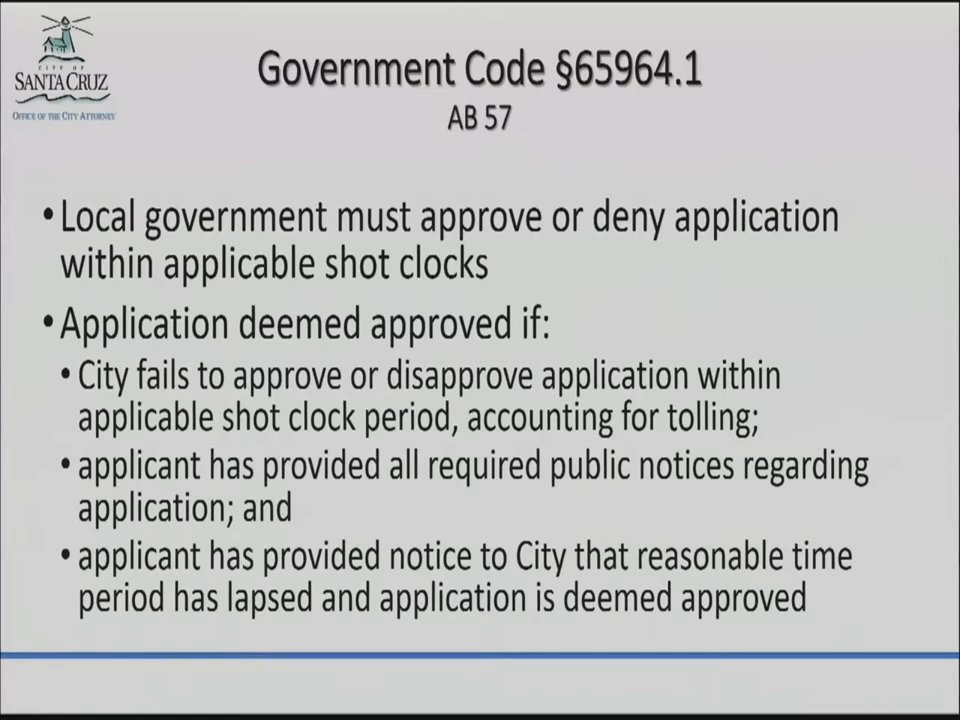 CITY OF
SANTA CRUZ
OFFICE OF THE CITY ATTORNEY
Government Code §65964.1
AB 57
•Local government must approve or deny application
within applicable shot clocks
•Application deemed approved if:
•City fails to approve or disapprove application within
applicable shot clock period, accounting for tolling;
•applicant has provided all required public notices regarding
application; and
•applicant has provided notice to City that reasonable time
period has lapsed and application is deemed approved